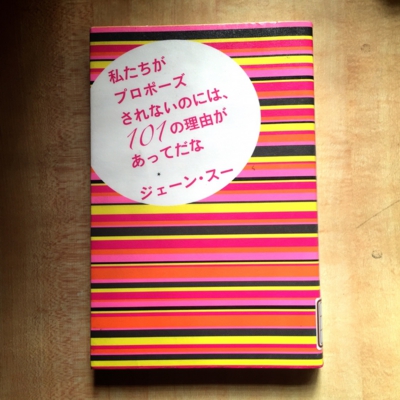 私たちが
プロポーズ
されないのには、
101の理由が
あってだな
ジェーン・スー